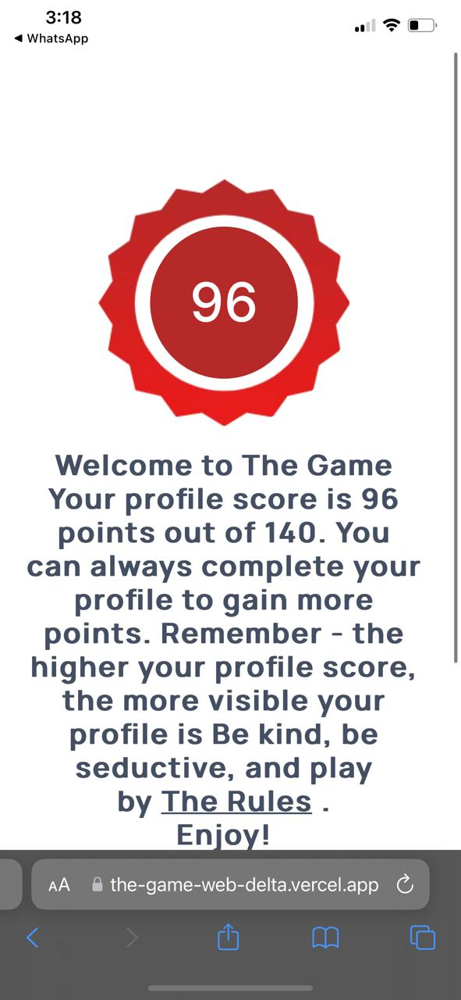 3:18
◀ WhatsApp
96
Welcome to The Game
Your profile score is 96
points out of 140. You
can always complete your
profile to gain more
points. Remember - the
higher your profile score,
the more visible your
profile is Be kind, be
seductive, and play
by The Rules .
Enjoy!
AA the-game-web-delta.vercel.app